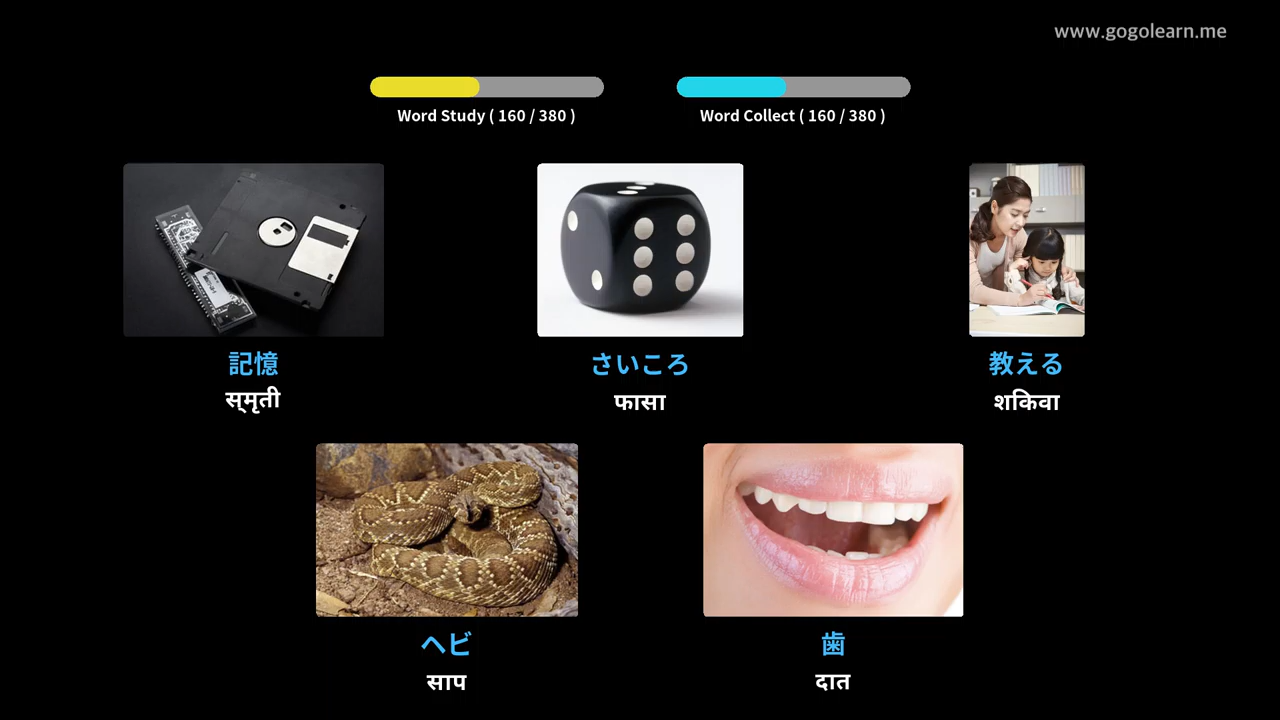 www.gogolearn.me
Word Study ( 160 / 380 )
Word Collect ( 160 / 380 )
記憶
स्मृती
さいころ
फासा
教える
शकिवा
ヘビ
साप
歯
दात